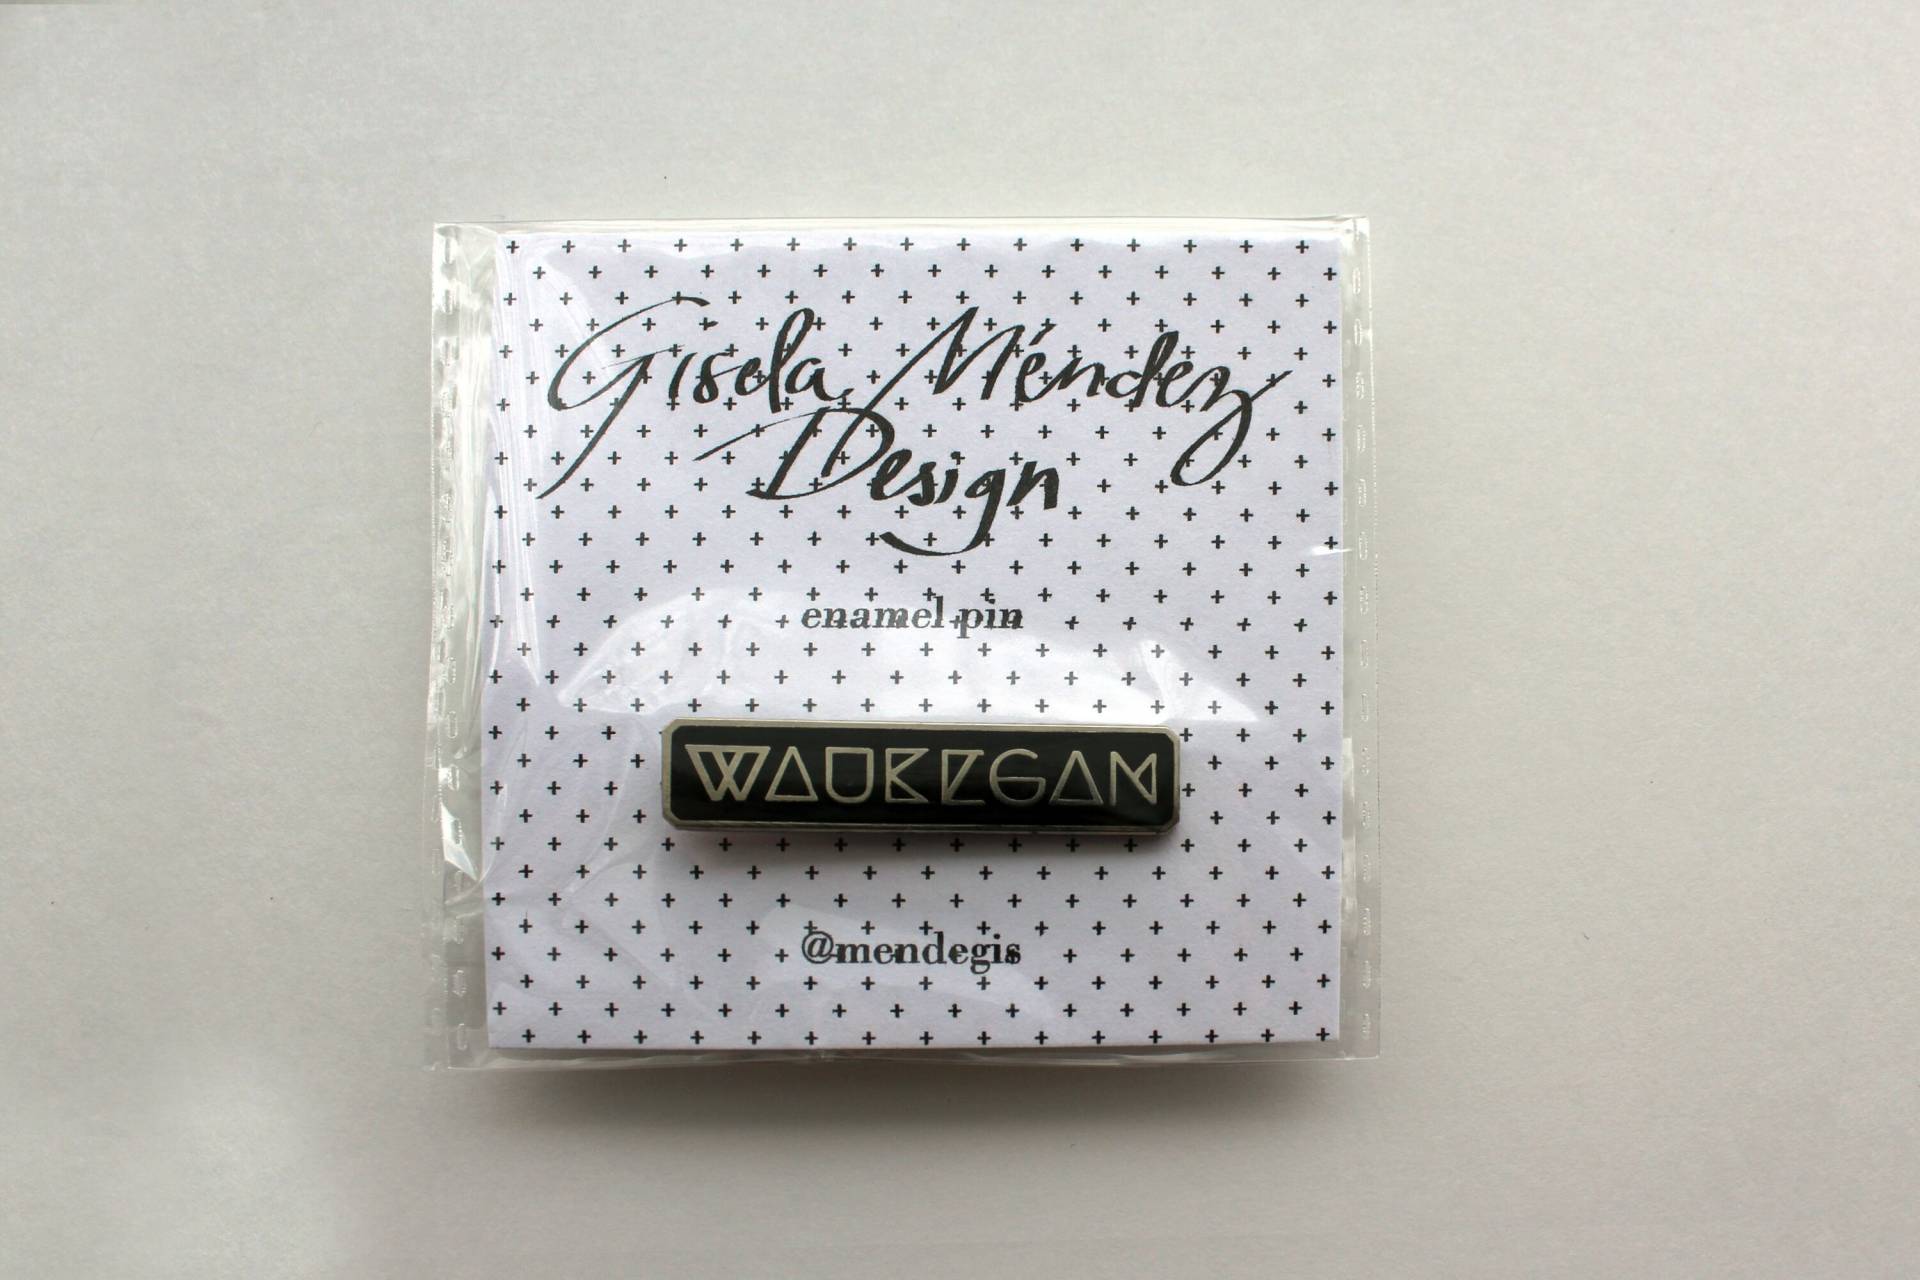 Gisela Méndez
Design
enamel pin
WAUKEGAN
@mendegis